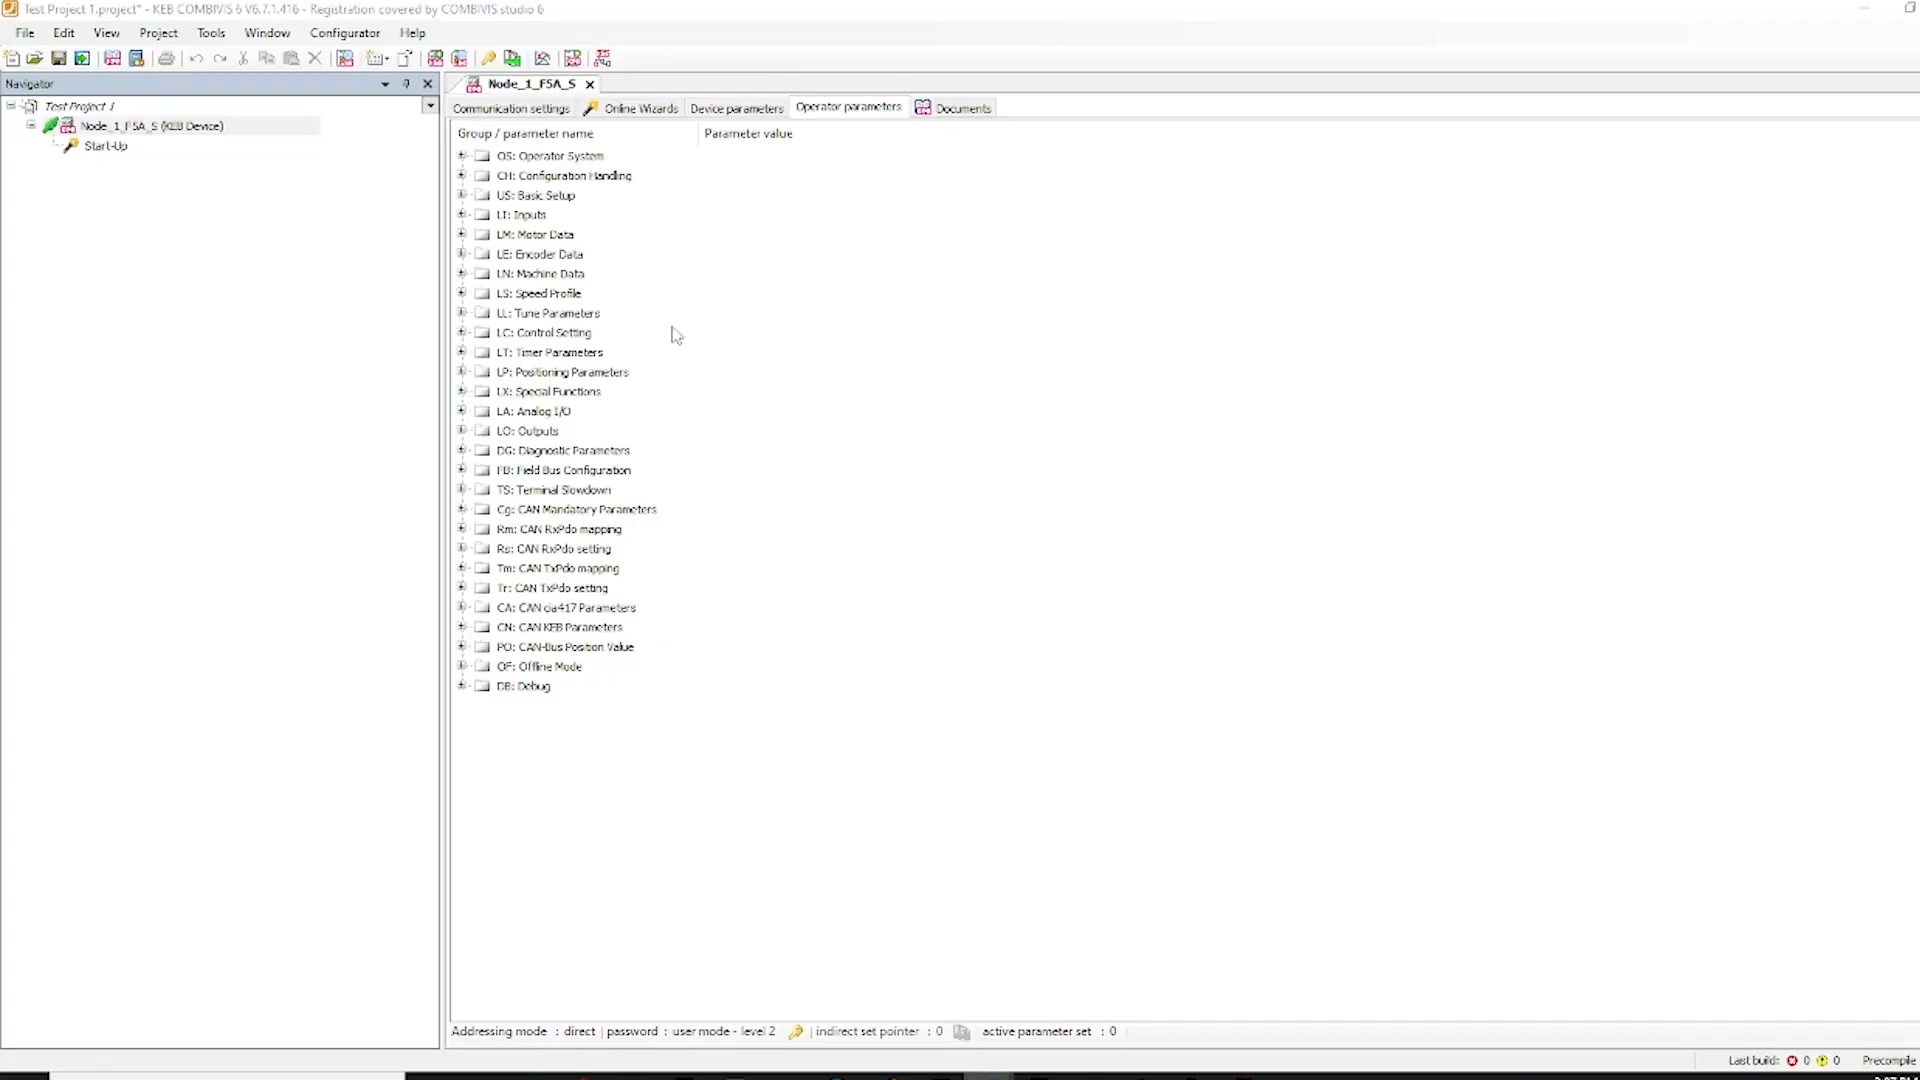 Test Project 1.project* - KEB COMBIVIS 6 V6.7.1.416 - Registration covered by COMBIVIS studio 6
File Edit View Project Tools Window Configurator Help
Navigator
Node_1_F5A_S
Test Project 1
Node_1_F5A_S (KEB Device)
Start-Up
Communication settings Online Wizards Device parameters Operator parameters Documents
Group / parameter name Parameter value
OS: Operator System
CH: Configuration Handling
US: Basic Setup
LI: Inputs
LM: Motor Data
LE: Encoder Data
LN: Machine Data
LS: Speed Profile
LL: Tune Parameters
LC: Control Setting
LT: Timer Parameters
LP: Positioning Parameters
LX: Special Functions
LA: Analog I/O
LO: Outputs
DG: Diagnostic Parameters
FB: Field Bus Configuration
TS: Terminal Slowdown
Cg: CAN Mandatory Parameters
Rm: CAN RxPdo mapping
Rs: CAN RxPdo setting
Tm: CAN TxPdo mapping
Tr: CAN TxPdo setting
CA: CAN cia417 Parameters
CN: CAN KEB Parameters
PO: CAN-Bus Position Value
OF: Offline Mode
DB: Debug
Addressing mode : direct | password : user mode - level 2 | indirect set pointer : 0 active parameter set : 0
Last build: 0 0 Precompile